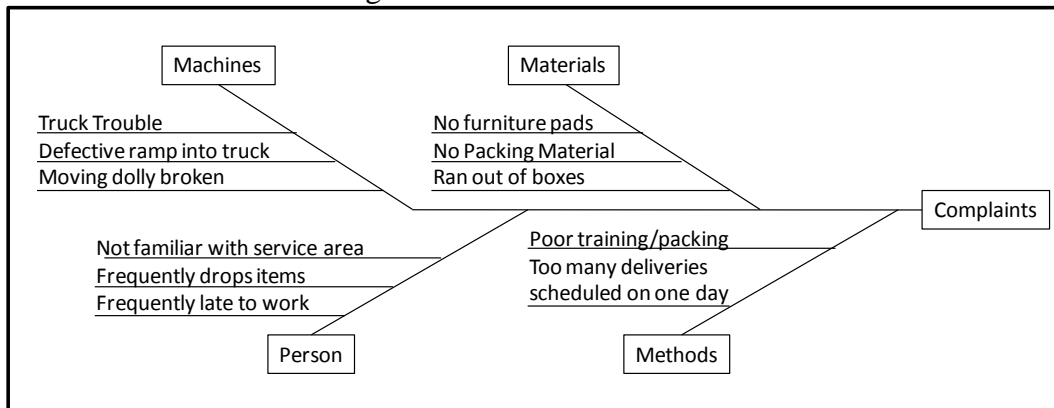 Machines
Materials
Truck Trouble
Defective ramp into truck
Moving dolly broken
No furniture pads
No Packing Material
Ran out of boxes
Complaints
Not familiar with service area
Frequently drops items
Frequently late to work
Poor training/packing
Too many deliveries
scheduled on one day
Person
Methods